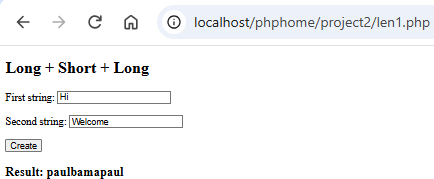 localhost/phphome/project2/len1.php
Long + Short + Long
First string: Hi
Second string: Welcome
Create
Result: paulbamapaul